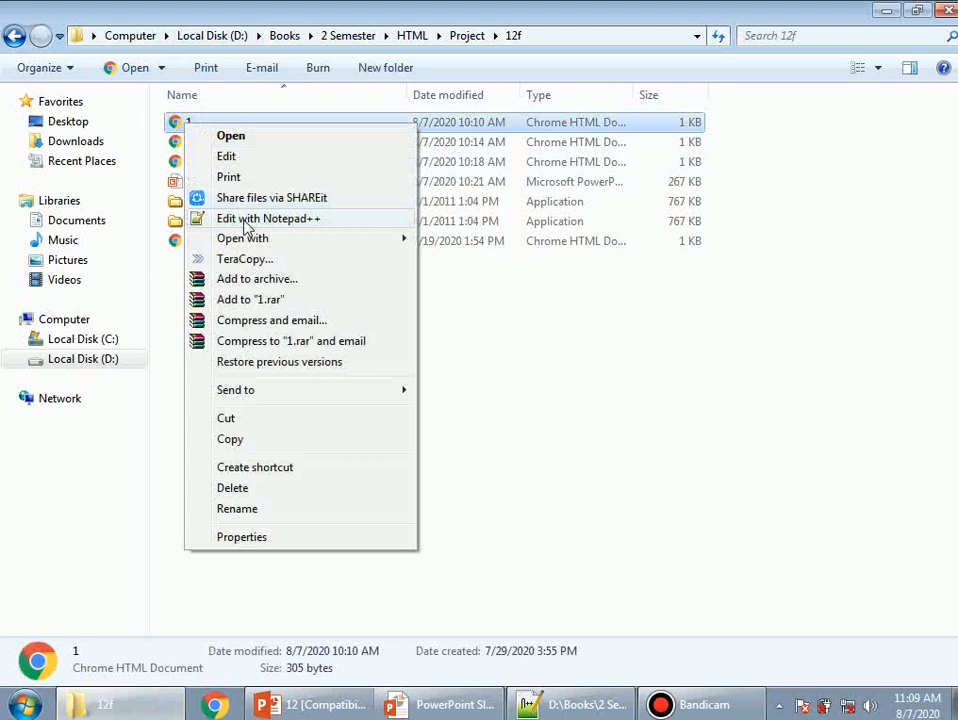 Computer Local Disk (D:) Books 2 Semester HTML Project 12f Search 12f
Organize Open Print E-mail Burn New folder
Name Date modified Type Size
Favorites
Desktop
Downloads
Recent Places
Libraries
Documents
Music
Pictures
Videos
Computer
Local Disk (C:)
Local Disk (D:)
Network
1 8/7/2020 10:10 AM Chrome HTML Do... 1 KB
8/7/2020 10:14 AM Chrome HTML Do... 1 KB
8/7/2020 10:18 AM Chrome HTML Do... 1 KB
/7/2020 10:21 AM Microsoft PowerP... 267 KB
/1/2011 1:04 PM Application 767 KB
/1/2011 1:04 PM Application 767 KB
/19/2020 1:54 PM Chrome HTML Do... 1 KB
Open
Edit
Print
Share files via SHAREit
Edit with Notepad++
Open with
TeraCopy...
Add to archive...
Add to "1.rar"
Compress and email...
Compress to "1.rar" and email
Restore previous versions
Send to
Cut
Copy
Create shortcut
Delete
Rename
Properties
1 Date modified: 8/7/2020 10:10 AM Date created: 7/29/2020 3:55 PM
Chrome HTML Document Size: 305 bytes
12f 12 [Compatibi... PowerPoint Sl... D:\Books\2 Se... Bandicam
11:09 AM
8/7/2020